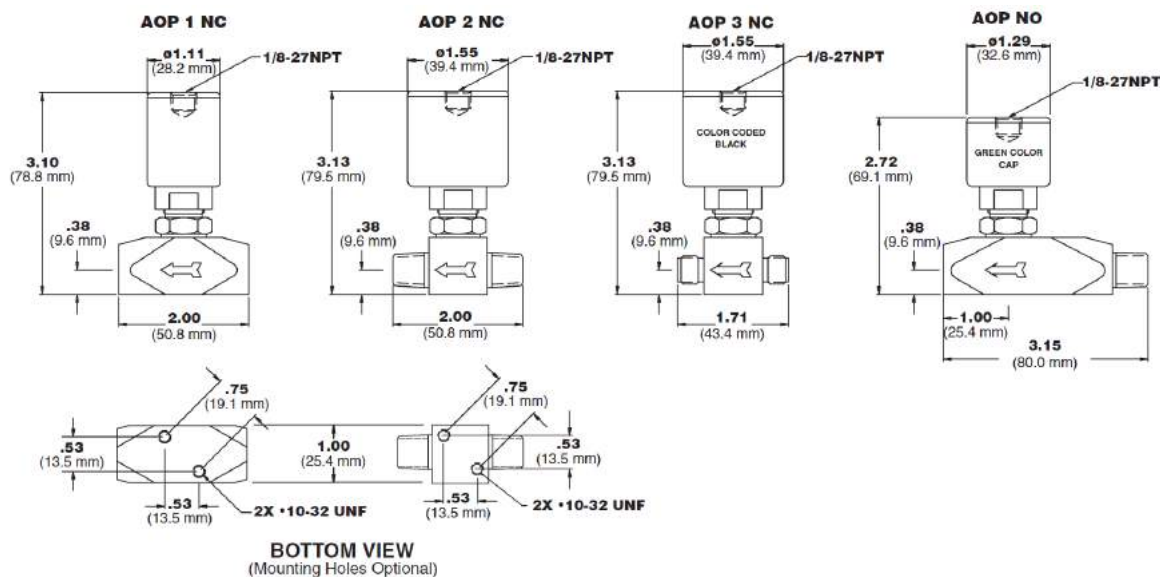 AOP 1 NC
AOP 2 NC
AOP 3 NC
AOP NO
ø1.11
(28.2 mm)
1/8-27NPT
3.10
(78.8 mm)
.38
(9.6 mm)
2.00
(50.8 mm)
ø1.55
(39.4 mm)
1/8-27NPT
3.13
(79.5 mm)
.38
(9.6 mm)
2.00
(50.8 mm)
ø1.55
(39.4 mm)
1/8-27NPT
COLOR CODED
BLACK
3.13
(79.5 mm)
.38
(9.6 mm)
1.71
(43.4 mm)
ø1.29
(32.6 mm)
1/8-27NPT
GREEN COLOR
CAP
2.72
(69.1 mm)
.38
(9.6 mm)
1.00
(25.4 mm)
3.15
(80.0 mm)
.75
(19.1 mm)
.53
(13.5 mm)
.53
(13.5 mm)
2X •10-32 UNF
1.00
(25.4 mm)
.75
(19.1 mm)
.53
(13.5 mm)
.53
(13.5 mm)
2X •10-32 UNF
BOTTOM VIEW
(Mounting Holes Optional)